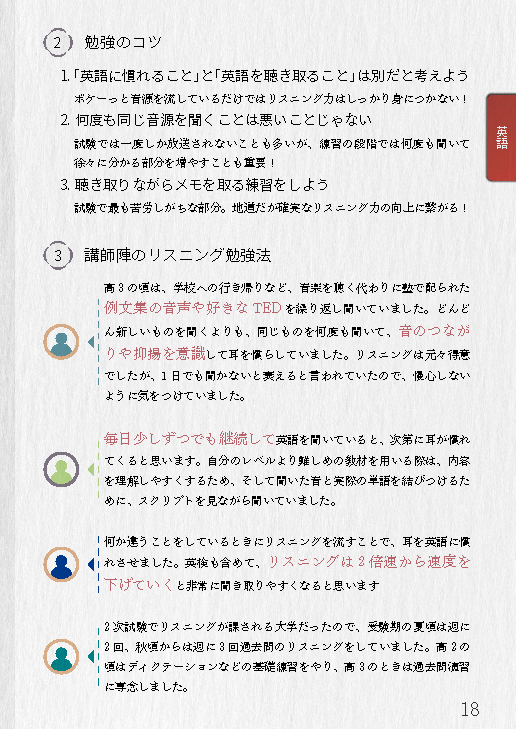 2 勉強のコツ
1.「英語に慣れること」と「英語を聴き取ること」は別だと考えよう
ボケーっと音源を流しているだけではリスニング力はしっかり身につかない！
2. 何度も同じ音源を聞くことは悪いことじゃない
試験では一度しか放送されないことも多いが、練習の段階では何度も聞いて
徐々に分かる部分を増やすことも重要！
3. 聴き取りながらメモを取る練習をしよう
試験で最も苦労しがちな部分。地道だが確実なリスニング力の向上に繋がる！
英語
3 講師陣のリスニング勉強法
高3の頃は、学校への行き帰りなど、音楽を聴く代わりに塾で配られた
例文集の音声や好きな TED を繰り返し聞いていました。どんど
ん新しいものを聞くよりも、同じものを何度も聞いて、音のつなが
りや抑揚を意識して耳を慣らしていました。リスニングは元々得意
でしたが、1日でも聞かないと衰えると言われていたので、慢心しない
ように気をつけていました。
毎日少しずつでも継続して英語を聞いていると、次第に耳が慣れ
てくると思います。自分のレベルより難しめの教材を用いる際は、内容
を理解しやすくするため、そして聞いた音と実際の単語を結びつけるた
めに、スクリプトを見ながら聞いていました。
何か違うことをしているときにリスニングを流すことで、耳を英語に慣
れさせました。英検も含めて、リスニングは2倍速から速度を
下げていくと非常に聞き取りやすくなると思います
2次試験でリスニングが課される大学だったので、受験期の夏頃は週に
2回、秋頃からは週に3回過去問のリスニングをしていました。高2の
頃はディクテーションなどの基礎練習をやり、高3のときは過去問演習
に専念しました。
18